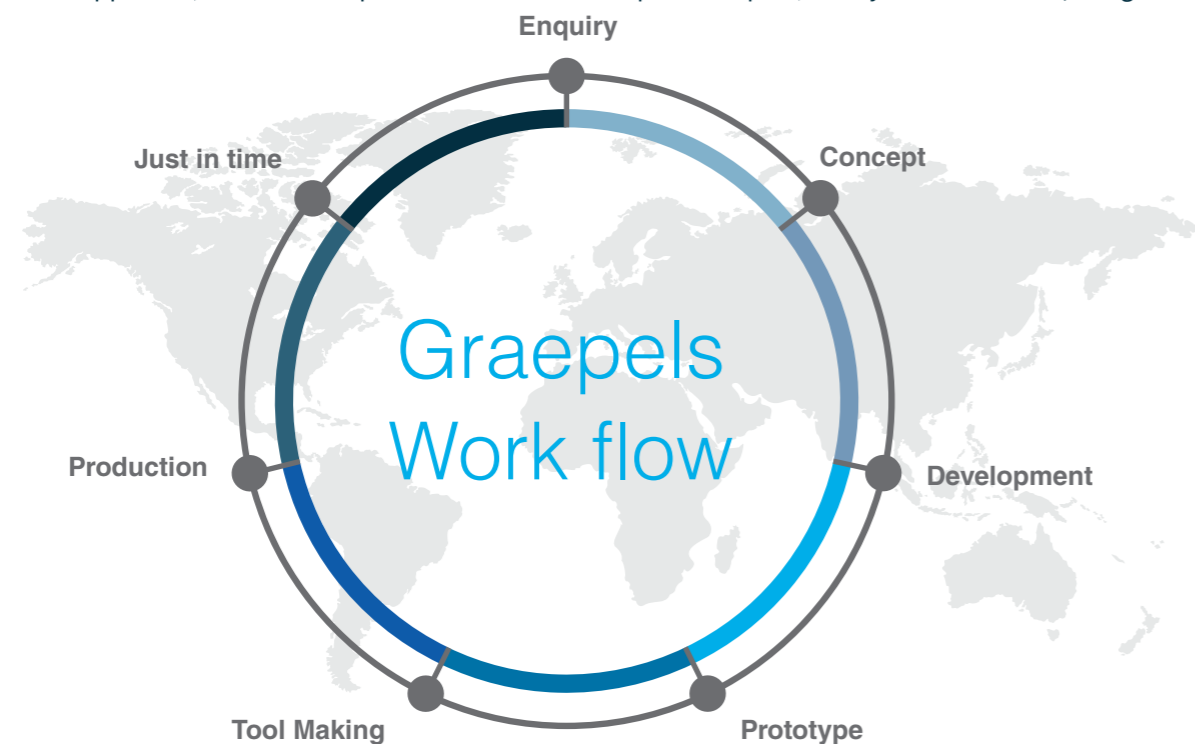 Enquiry
Concept
Just in time
Graepels
Work flow
Production
Development
Tool Making
Prototype